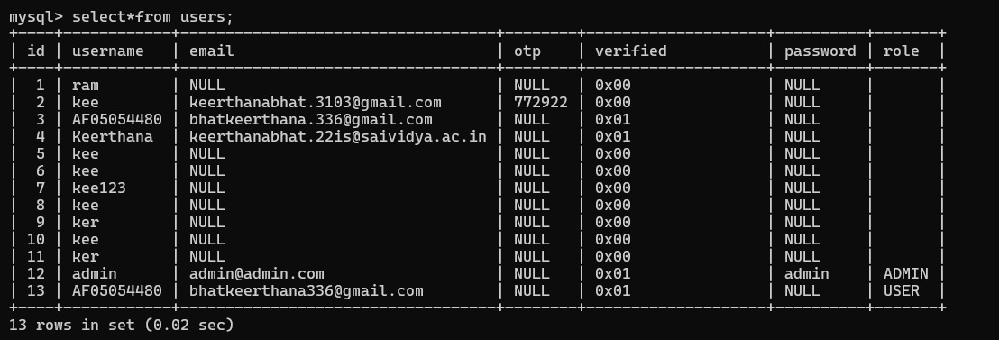 mysql> select*from users;
+----+------------+-----------------------------------+--------+--------------------+----------+-------+
| id | username   | email                             | otp    | verified           | password | role  |
+----+------------+-----------------------------------+--------+--------------------+----------+-------+
|  1 | ram        | NULL                              | NULL   | 0x00               | NULL     |       |
|  2 | kee        | keerthanabhat.3103@gmail.com      | 772922 | 0x00               | NULL     |       |
|  3 | AF05054480 | bhatkeerthana.336@gmail.com       | NULL   | 0x01               | NULL     |       |
|  4 | Keerthana  | keerthanabhat.22is@saividya.ac.in | NULL   | 0x01               | NULL     |       |
|  5 | kee        | NULL                              | NULL   | 0x00               | NULL     |       |
|  6 | kee        | NULL                              | NULL   | 0x00               | NULL     |       |
|  7 | kee123     | NULL                              | NULL   | 0x00               | NULL     |       |
|  8 | kee        | NULL                              | NULL   | 0x00               | NULL     |       |
|  9 | ker        | NULL                              | NULL   | 0x00               | NULL     |       |
| 10 | kee        | NULL                              | NULL   | 0x00               | NULL     |       |
| 11 | ker        | NULL                              | NULL   | 0x00               | NULL     |       |
| 12 | admin      | admin@admin.com                   | NULL   | 0x01               | admin    | ADMIN |
| 13 | AF05054480 | bhatkeerthana336@gmail.com        | NULL   | 0x01               | NULL     | USER  |
+----+------------+-----------------------------------+--------+--------------------+----------+-------+
13 rows in set (0.02 sec)